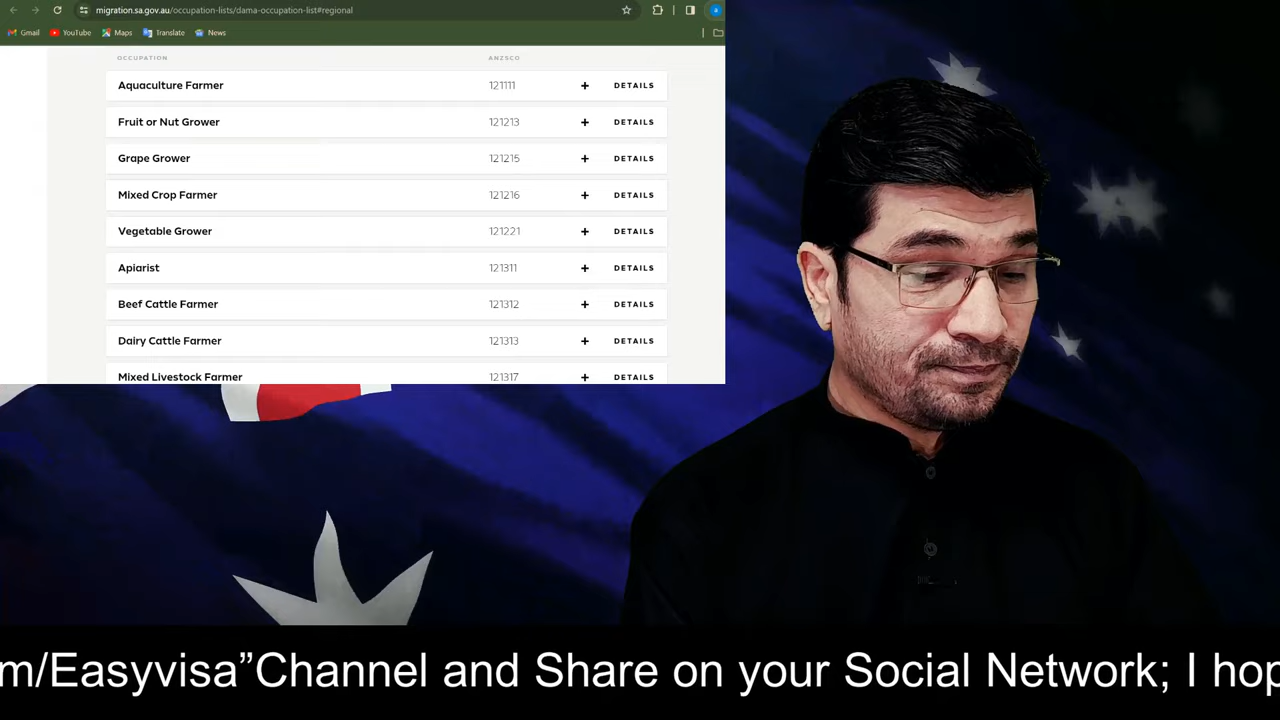 migration.sa.gov.au/occupation-lists/dama-occupation-list#regional
Gmail YouTube Maps Translate News
OCCUPATION ANZSCO
Aquaculture Farmer 121111 + DETAILS
Fruit or Nut Grower 121213 + DETAILS
Grape Grower 121215 + DETAILS
Mixed Crop Farmer 121216 + DETAILS
Vegetable Grower 121221 + DETAILS
Apiarist 121311 + DETAILS
Beef Cattle Farmer 121312 + DETAILS
Dairy Cattle Farmer 121313 + DETAILS
Mixed Livestock Farmer 121317 + DETAILS
m/Easyvisa”Channel and Share on your Social Network; I hop